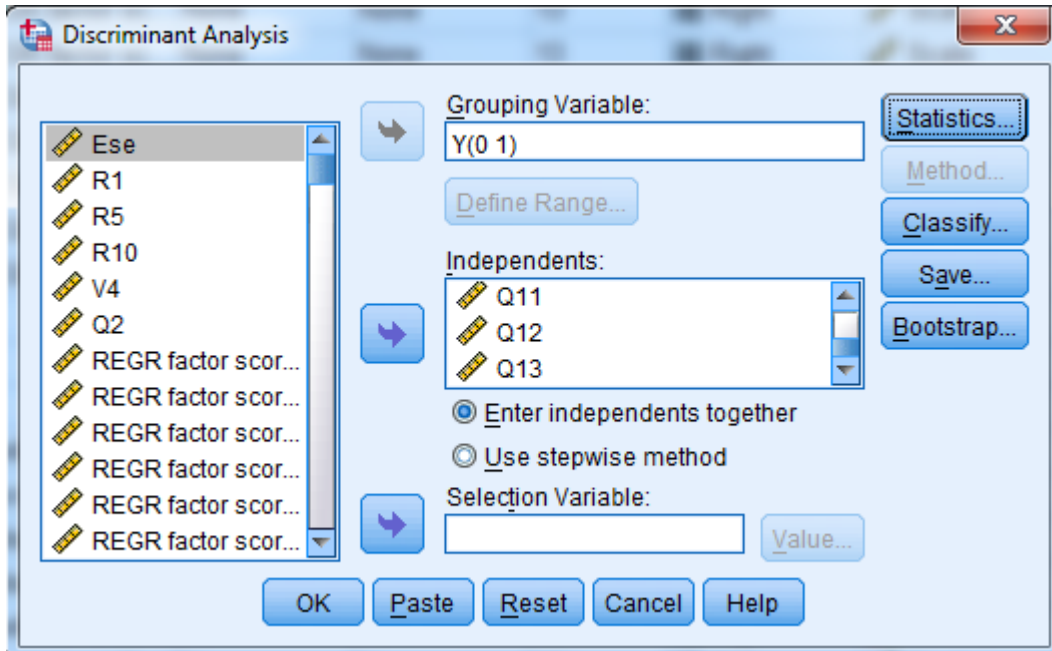 Discriminant Analysis
Ese
R1
R5
R10
V4
Q2
REGR factor scor...
REGR factor scor...
REGR factor scor...
REGR factor scor...
REGR factor scor...
REGR factor scor...
Grouping Variable:
Y(0 1)
Define Range...
Independents:
Q11
Q12
Q13
Enter independents together
Use stepwise method
Selection Variable:
Value...
Statistics...
Method...
Classify...
Save...
Bootstrap...
OK
Paste
Reset
Cancel
Help